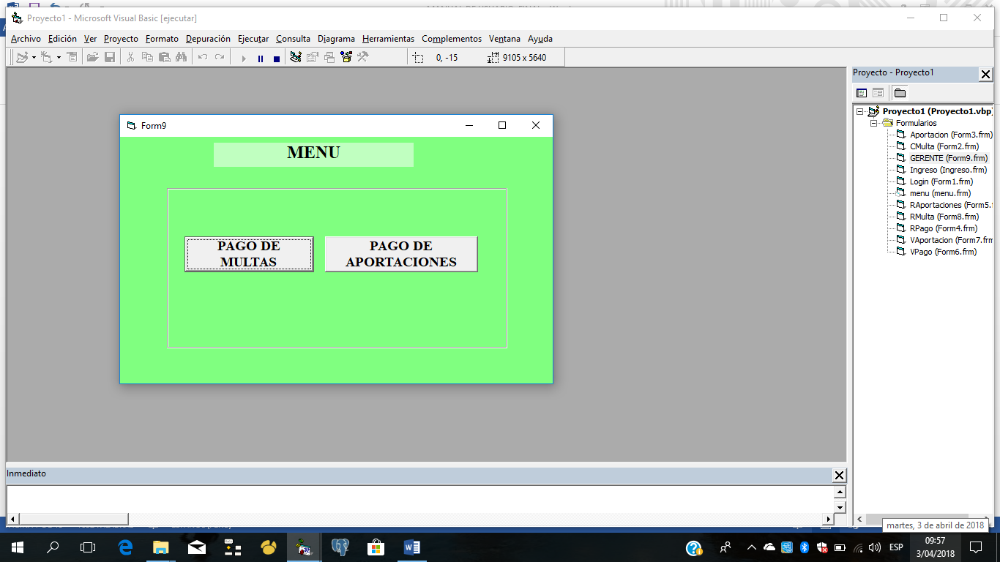 Proyecto1 - Microsoft Visual Basic [ejecutar]
Archivo Edición Ver Proyecto Formato Depuración Ejecutar Consulta Diagrama Herramientas Complementos Ventana Ayuda
0, -15 9105 x 5640
Proyecto - Proyecto1
Proyecto1 (Proyecto1.vbp)
Formularios
Aportacion (Form3.frm)
CMulta (Form2.frm)
GERENTE (Form9.frm)
Ingreso (Ingreso.frm)
Login (Form1.frm)
menu (menu.frm)
RAportaciones (Form5.
RMulta (Form8.frm)
RPago (Form4.frm)
VAportacion (Form7.frm
VPago (Form6.frm)
Form9
MENU
PAGO DE
MULTAS
PAGO DE
APORTACIONES
Inmediato
martes, 3 de abril de 2018
ESP
09:57
3/04/2018